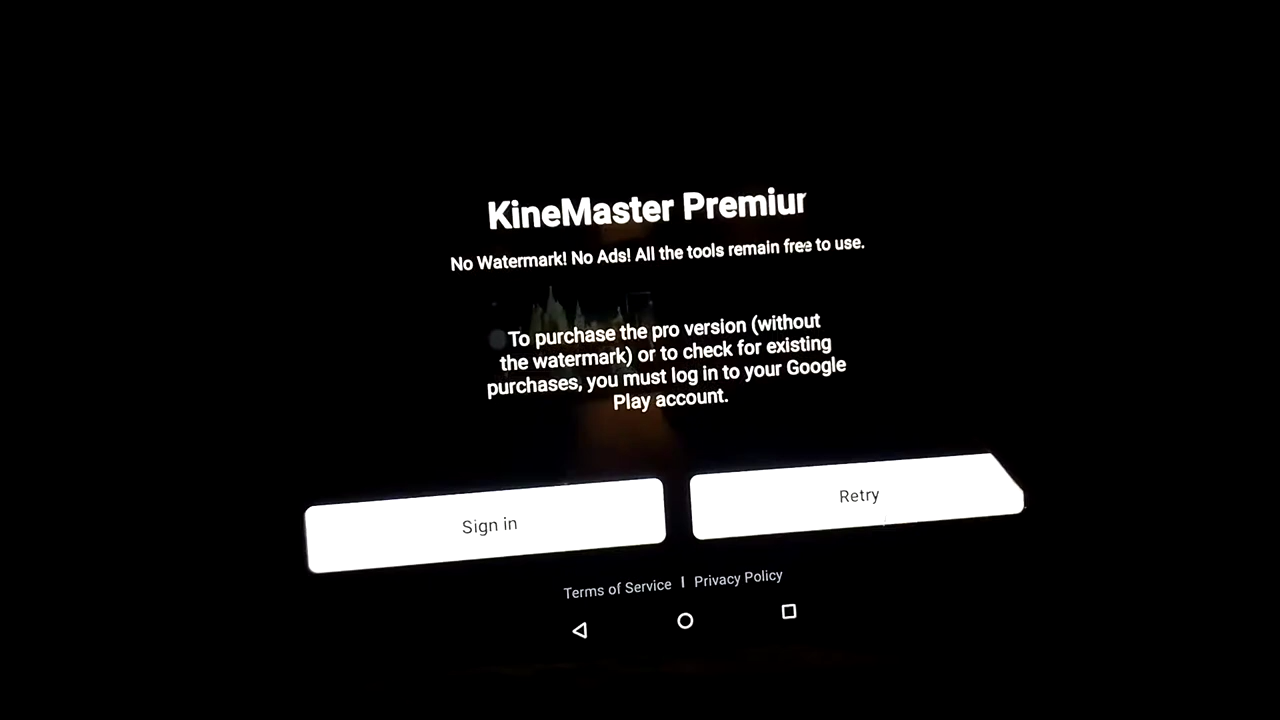 KineMaster Premiur
No Watermark! No Ads! All the tools remain free to use.
To purchase the pro version (without
the watermark) or to check for existing
purchases, you must log in to your Google
Play account.
Sign in
Retry
Terms of Service | Privacy Policy